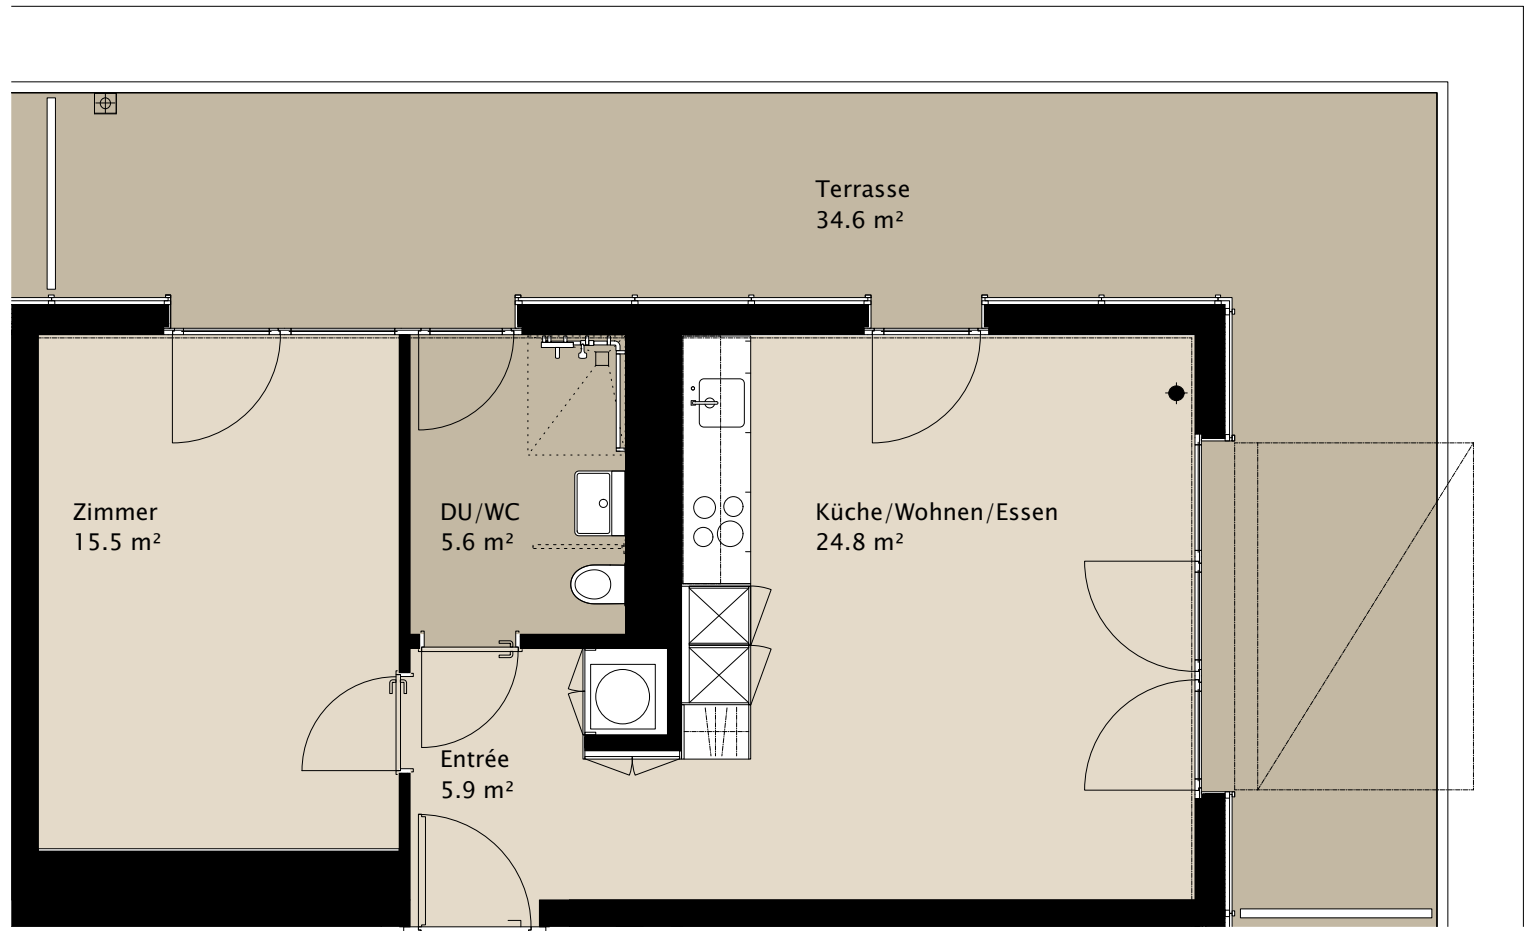 Terrasse
34.6 m²
Zimmer
15.5 m²
DU/WC
5.6 m²
Küche/Wohnen/Essen
24.8 m²
Entrée
5.9 m²